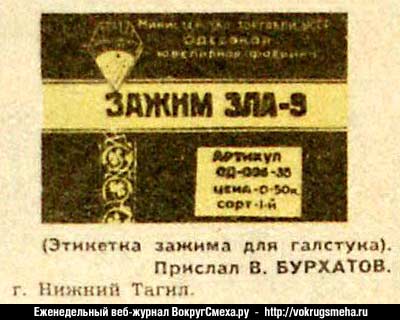 Министерство торговли УССР
Одесская
ювелирная фабрика
ЗАЖИМ ЗЛА-9
Артикул
ОД-096-35
ЦЕНА-0-50к.
СОРТ-1-й
(Этикетка зажима для галстука).
Прислал В. БУРХАТОВ.
г. Нижний Тагил.
Еженедельный веб-журнал ВокругСмеха.ру - http://vokrugsmeha.ru